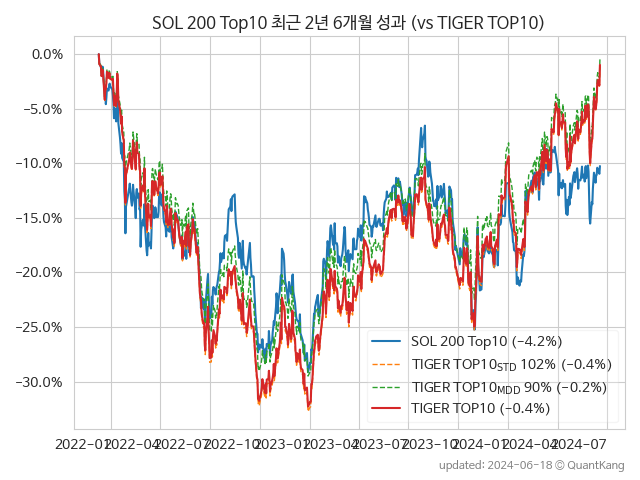 SOL 200 Top10 최근 2년 6개월 성과 (vs TIGER TOP10)
0.0%
−5.0%
−10.0%
−15.0%
−20.0%
−25.0%
−30.0%
SOL 200 Top10 (−4.2%)
TIGER TOP10STD 102% (−0.4%)
TIGER TOP10MDD 90% (−0.2%)
TIGER TOP10 (−0.4%)
2022-01 2022-04 2022-07 2022-10 2023-01 2023-04 2023-07 2023-10 2024-01 2024-04 2024-07
updated: 2024-06-18 © QuantKang